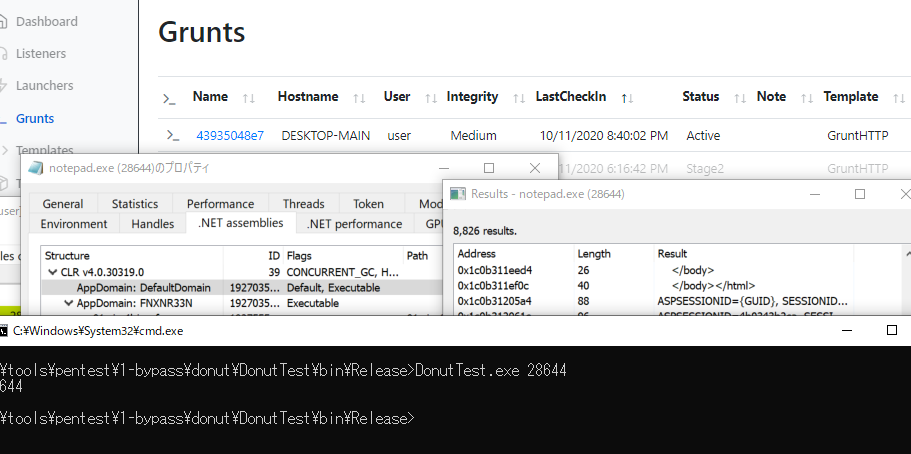 Dashboard
Listeners
Launchers
Grunts
Templates
Grunts
Name Hostname User Integrity LastCheckIn Status Note Template
43935048e7 DESKTOP-MAIN user Medium 10/11/2020 8:40:02 PM Active GruntHTTP
/11/2020 6:16:42 PM Stage2 GruntHTTP
notepad.exe (28644)のプロパティ
General Statistics Performance Threads Token Mod
Environment Handles .NET assemblies .NET performance GPU
Structure ID Flags Path
CLR v4.0.30319.0 39 CONCURRENT_GC, H...
AppDomain: DefaultDomain 1927035... Default, Executable
AppDomain: FNXNR33N 1927035... Executable
user]
Results - notepad.exe (28644)
8,826 results.
Address Length Result
0x1c0b311eed4 26 </body>
0x1c0b311ef0c 40 </body></html>
0x1c0b31205a4 88 ASPSESSIONID={GUID}, SESSIONID...
C:¥Windows¥System32¥cmd.exe
¥tools¥pentest¥1-bypass¥donut¥DonutTest¥bin¥Release>DonutTest.exe 28644
644
¥tools¥pentest¥1-bypass¥donut¥DonutTest¥bin¥Release>